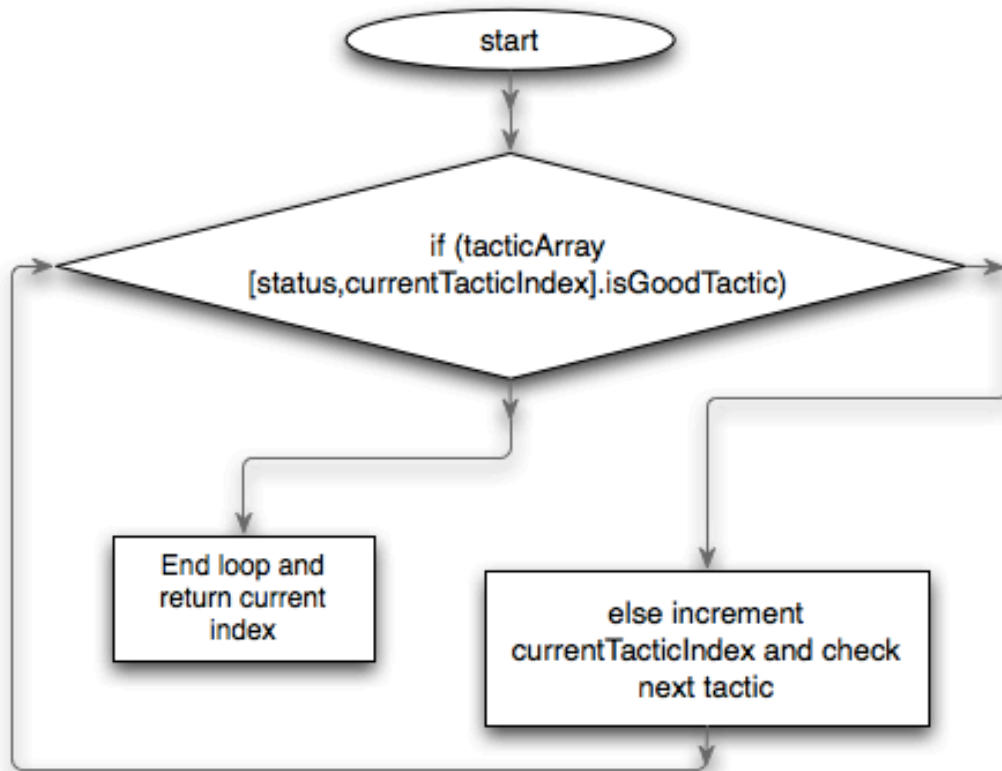 start
if (tacticArray
[status,currentTacticIndex].isGoodTactic)
End loop and
return current
index
else increment
currentTacticIndex and check
next tactic